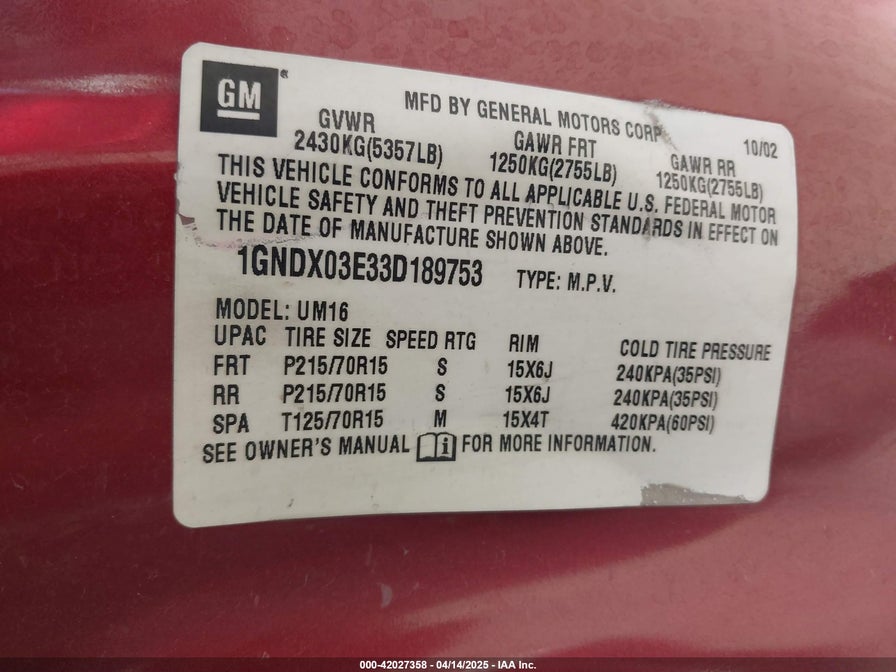 GM®
MFD BY GENERAL MOTORS CORP 10/02
GVWR GAWR FRT GAWR RR
2430KG(5357LB) 1250KG(2755LB) 1250KG(2755LB)
THIS VEHICLE CONFORMS TO ALL APPLICABLE U.S. FEDERAL MOTOR
VEHICLE SAFETY AND THEFT PREVENTION STANDARDS IN EFFECT ON
THE DATE OF MANUFACTURE SHOWN ABOVE.
1GNDX03E33D189753 TYPE: M.P.V.
MODEL: UM16
UPAC TIRE SIZE SPEED RTG RIM COLD TIRE PRESSURE
FRT P215/70R15 S 15X6J 240KPA(35PSI)
RR P215/70R15 S 15X6J 240KPA(35PSI)
SPA T125/70R15 M 15X4T 420KPA(60PSI)
SEE OWNER'S MANUAL i FOR MORE INFORMATION.
000-42027358 - 04/14/2025 - IAA Inc.